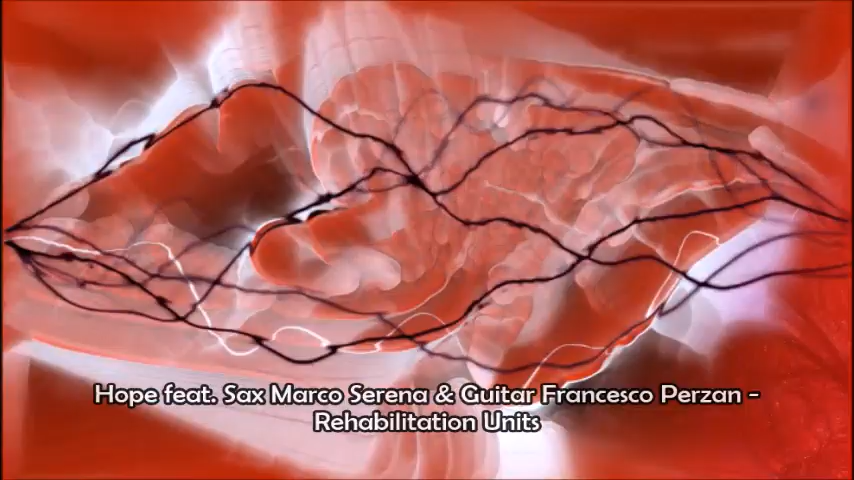 Hope feat. Sax Marco Serena & Guitar Francesco Perzan -
Rehabilitation Units